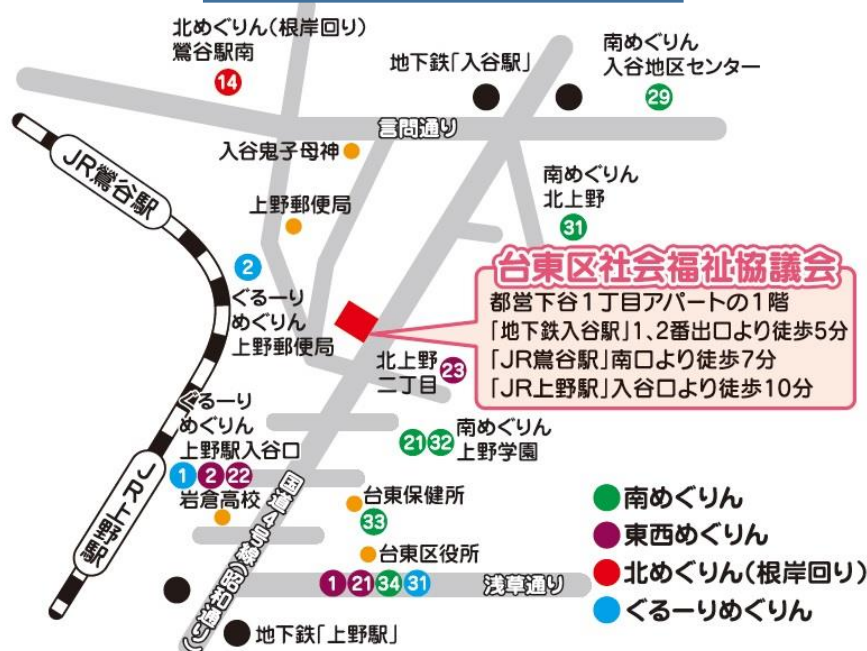 北めぐりん(根岸回り)
鶯谷駅南
14
地下鉄「入谷駅」
南めぐりん
入谷地区センター
29
言問通り
入谷鬼子母神
JR鶯谷駅
上野郵便局
南めぐりん
北上野
31
2
ぐるーり
めぐりん
上野郵便局
台東区社会福祉協議会
都営下谷1丁目アパートの1階
「地下鉄入谷駅」1、2番出口より徒歩5分
「JR鶯谷駅」南口より徒歩7分
「JR上野駅」入谷口より徒歩10分
北上野
二丁目
23
ぐるーり
めぐりん
上野駅入谷口
1 2 22
21 32
南めぐりん
上野学園
JR上野駅
岩倉高校
国道4号線(昭和通り)
台東保健所
33
台東区役所
1 21 34 31
浅草通り
地下鉄「上野駅」
南めぐりん
東西めぐりん
北めぐりん(根岸回り)
ぐるーりめぐりん